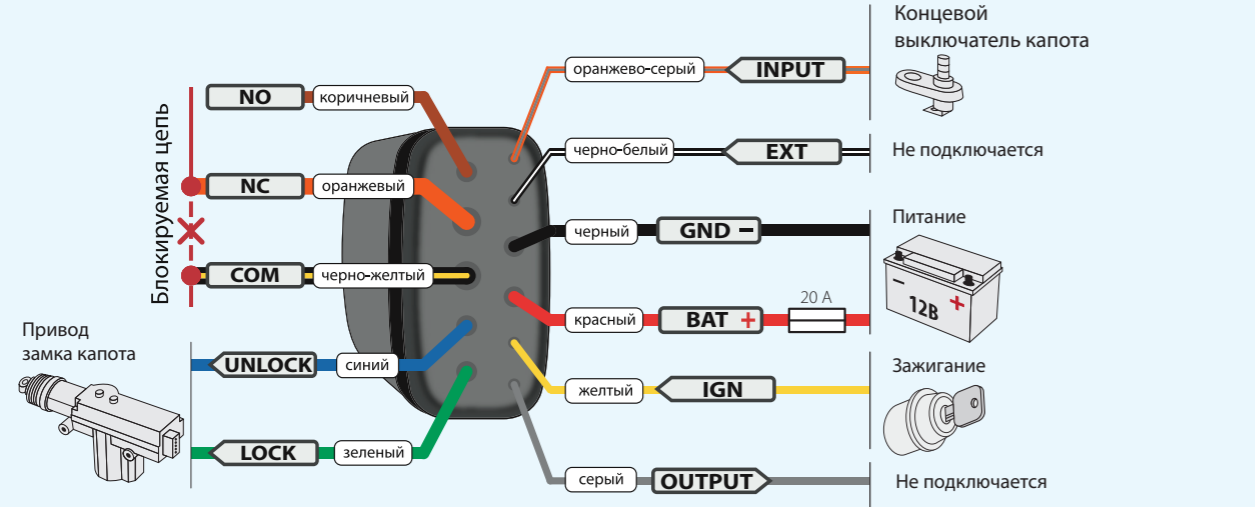 Концевой
выключатель капота
оранжево-серый INPUT
NO коричневый
черно-белый EXT
Не подключается
Блокируемая цепь
NC оранжевый
Питание
черный GND −
COM черно-желтый
− 12В +
20 А
красный BAT +
Привод
замка капота
UNLOCK синий
Зажигание
желтый IGN
LOCK зеленый
серый OUTPUT
Не подключается